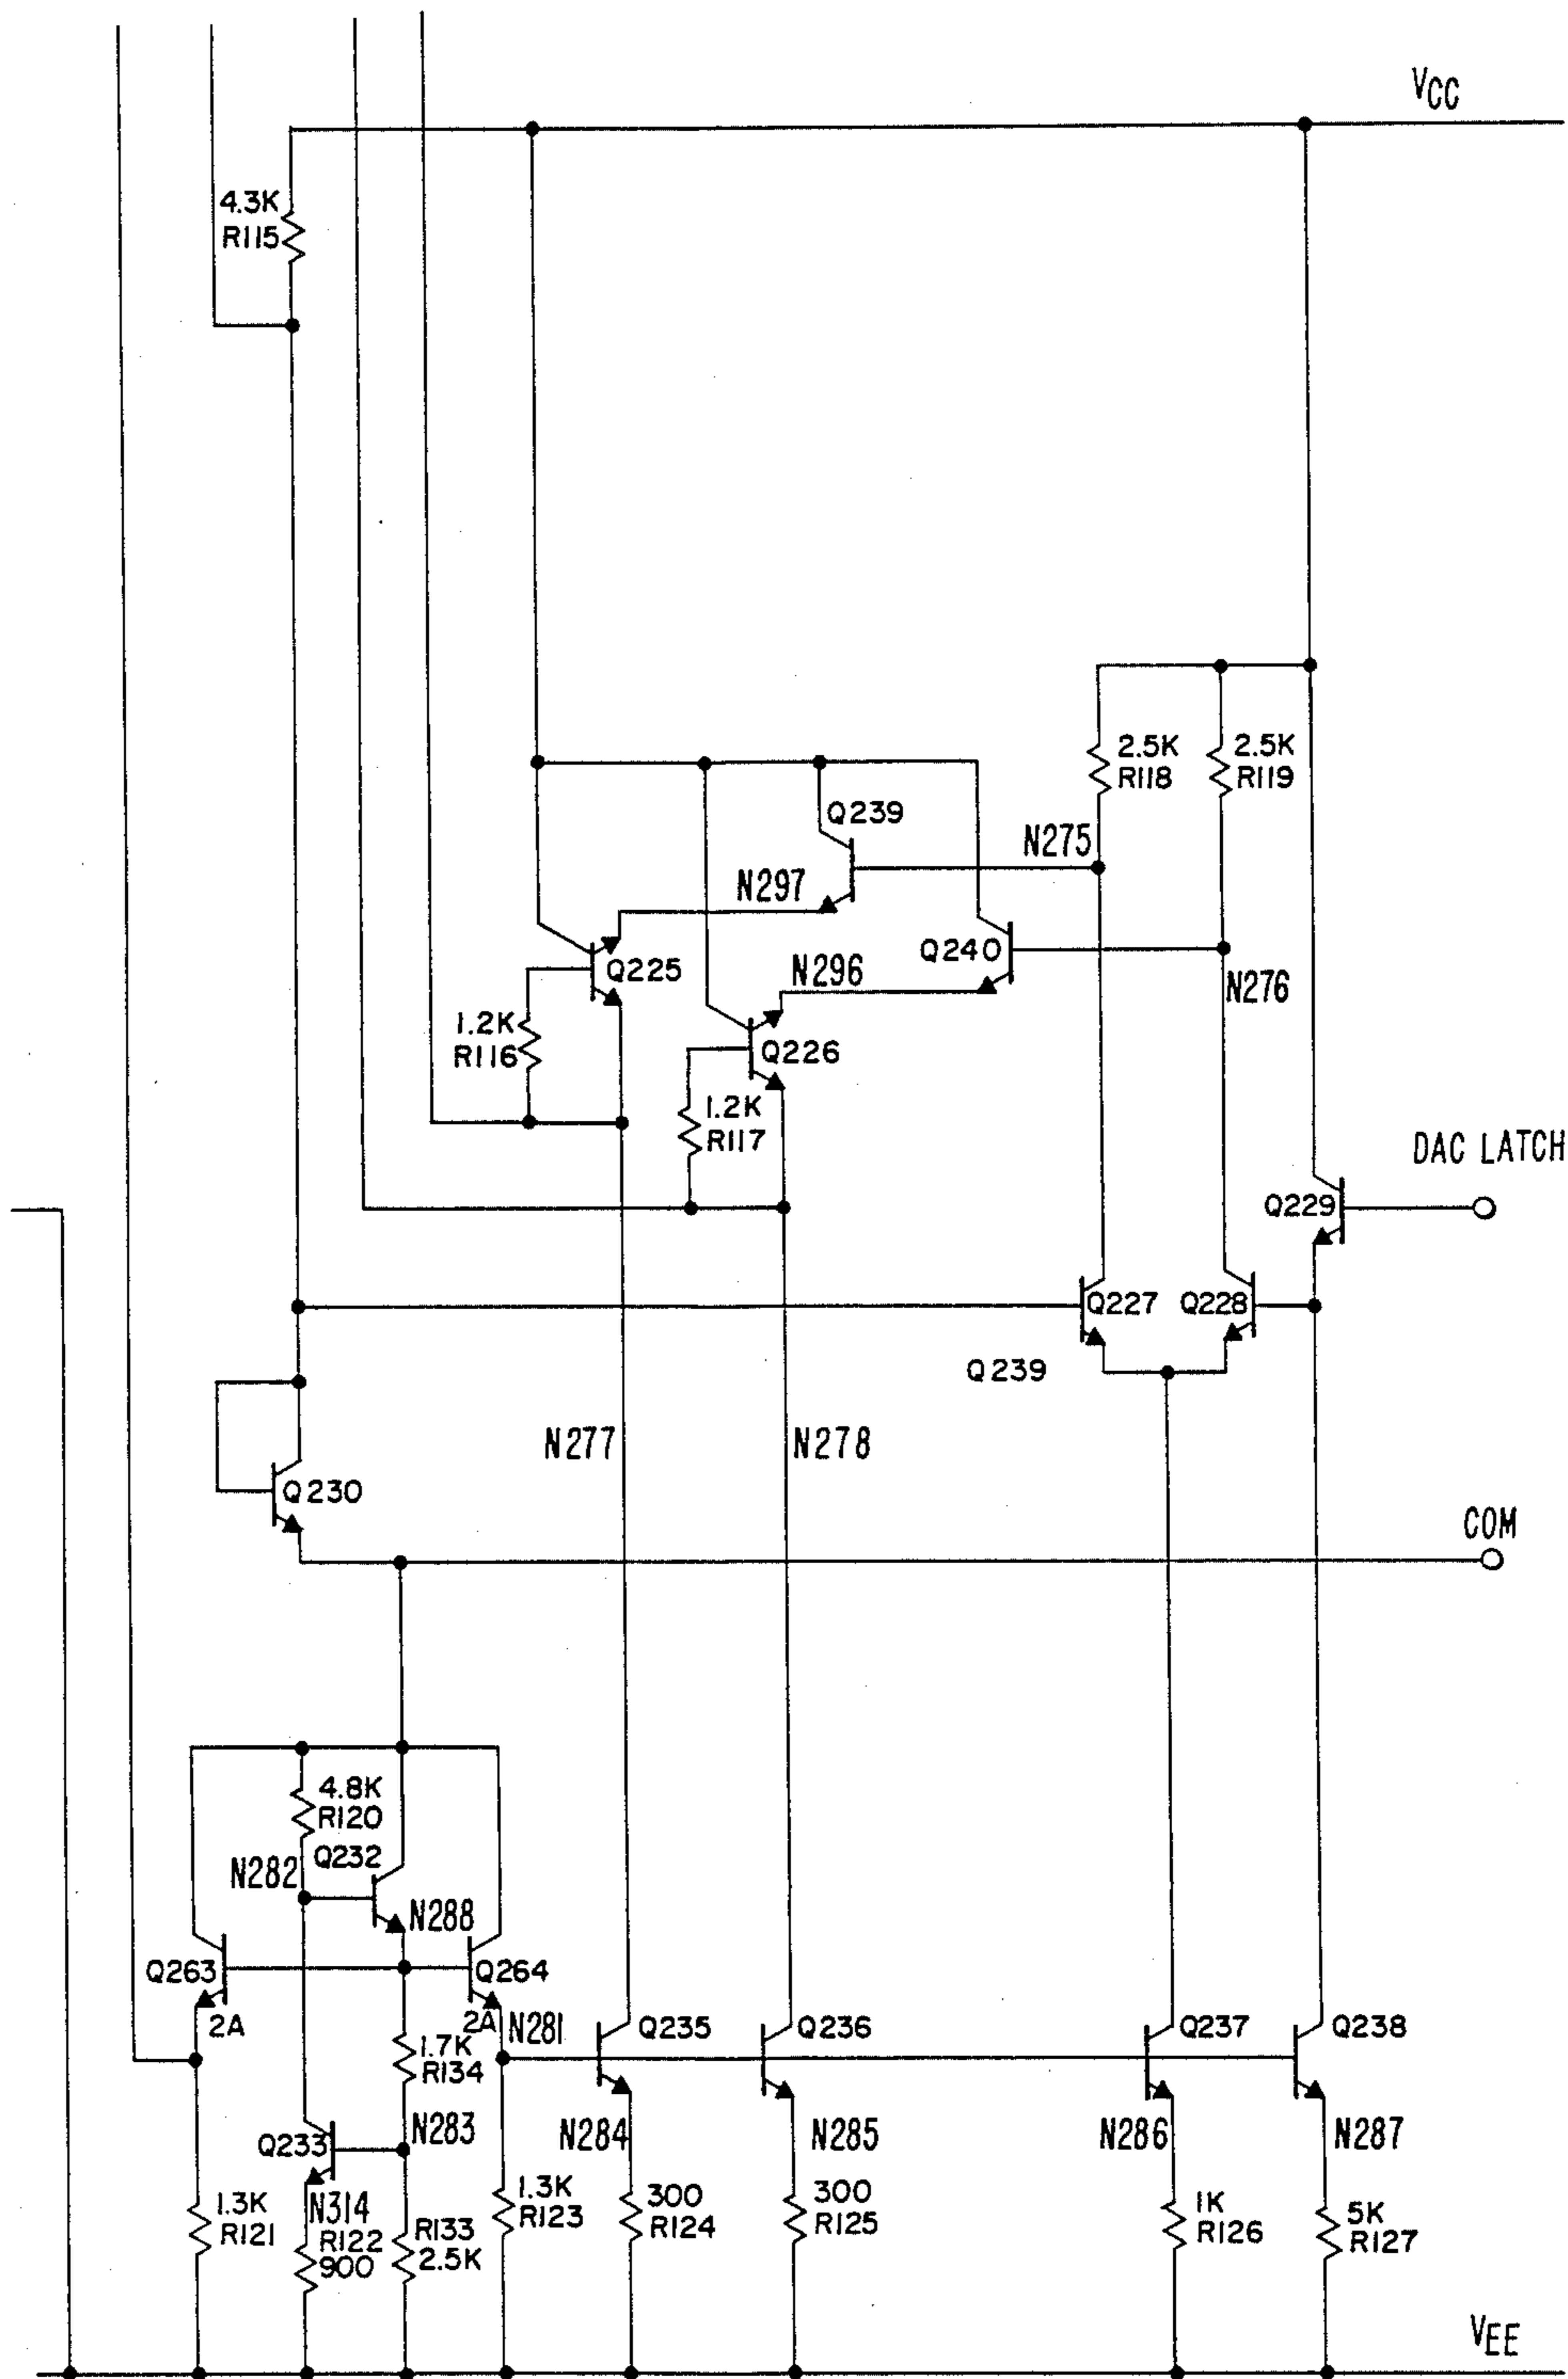 VCC
4.3K
R115
2.5K
R118
2.5K
R119
Q239
N275
N297
Q240
Q225
N296
N276
1.2K
R116
Q226
1.2K
R117
DAC LATCH
Q229
Q227
Q228
Q239
N277
N278
Q230
COM
4.8K
R120
Q232
N282
N288
Q263
Q264
2A
2A
N281
Q235
Q236
Q237
Q238
1.7K
R134
N283
Q233
N284
N285
N286
N287
1.3K
R121
N314
R122
900
R133
2.5K
1.3K
R123
300
R124
300
R125
1K
R126
5K
R127
VEE